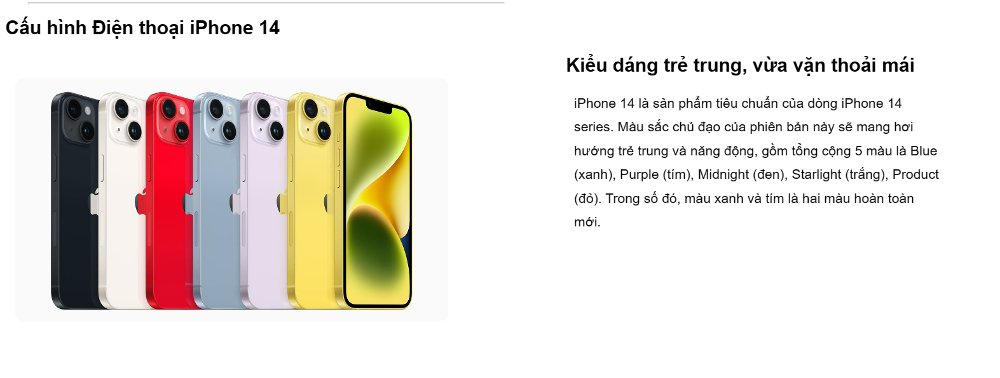 Cấu hình Điện thoại iPhone 14
Kiểu dáng trẻ trung, vừa vặn thoải mái
iPhone 14 là sản phẩm tiêu chuẩn của dòng iPhone 14
series. Màu sắc chủ đạo của phiên bản này sẽ mang hơi
hướng trẻ trung và năng động, gồm tổng cộng 5 màu là Blue
(xanh), Purple (tím), Midnight (đen), Starlight (trắng), Product
(đỏ). Trong số đó, màu xanh và tím là hai màu hoàn toàn
mới.